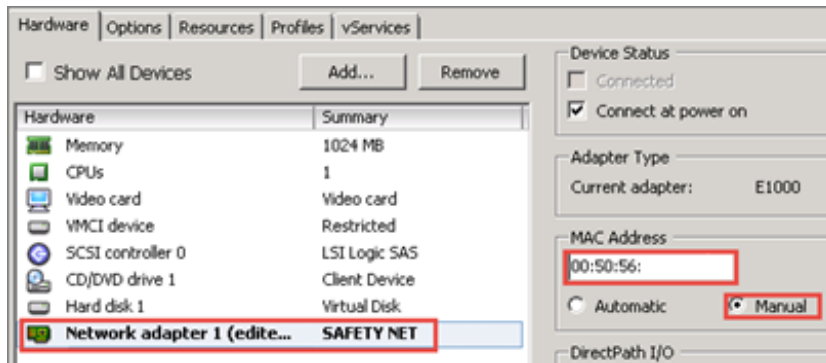 Hardware Options Resources Profiles vServices
Show All Devices Add... Remove
Hardware Summary
Memory 1024 MB
CPUs 1
Video card Video card
VMCI device Restricted
SCSI controller 0 LSI Logic SAS
CD/DVD drive 1 Client Device
Hard disk 1 Virtual Disk
Network adapter 1 (edite... SAFETY NET
Device Status
Connected
Connect at power on
Adapter Type
Current adapter: E1000
MAC Address
00:50:56:
Automatic Manual
DirectPath I/O